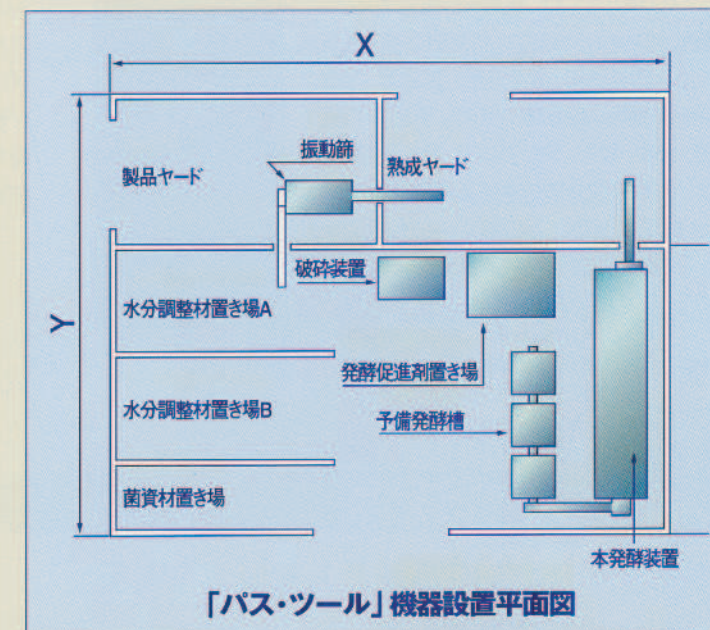 X
Y
振動篩
製品ヤード
熟成ヤード
破砕装置
水分調整材置き場A
発酵促進剤置き場
水分調整材置き場B
予備発酵槽
菌資材置き場
本発酵装置
「パス・ツール」機器設置平面図